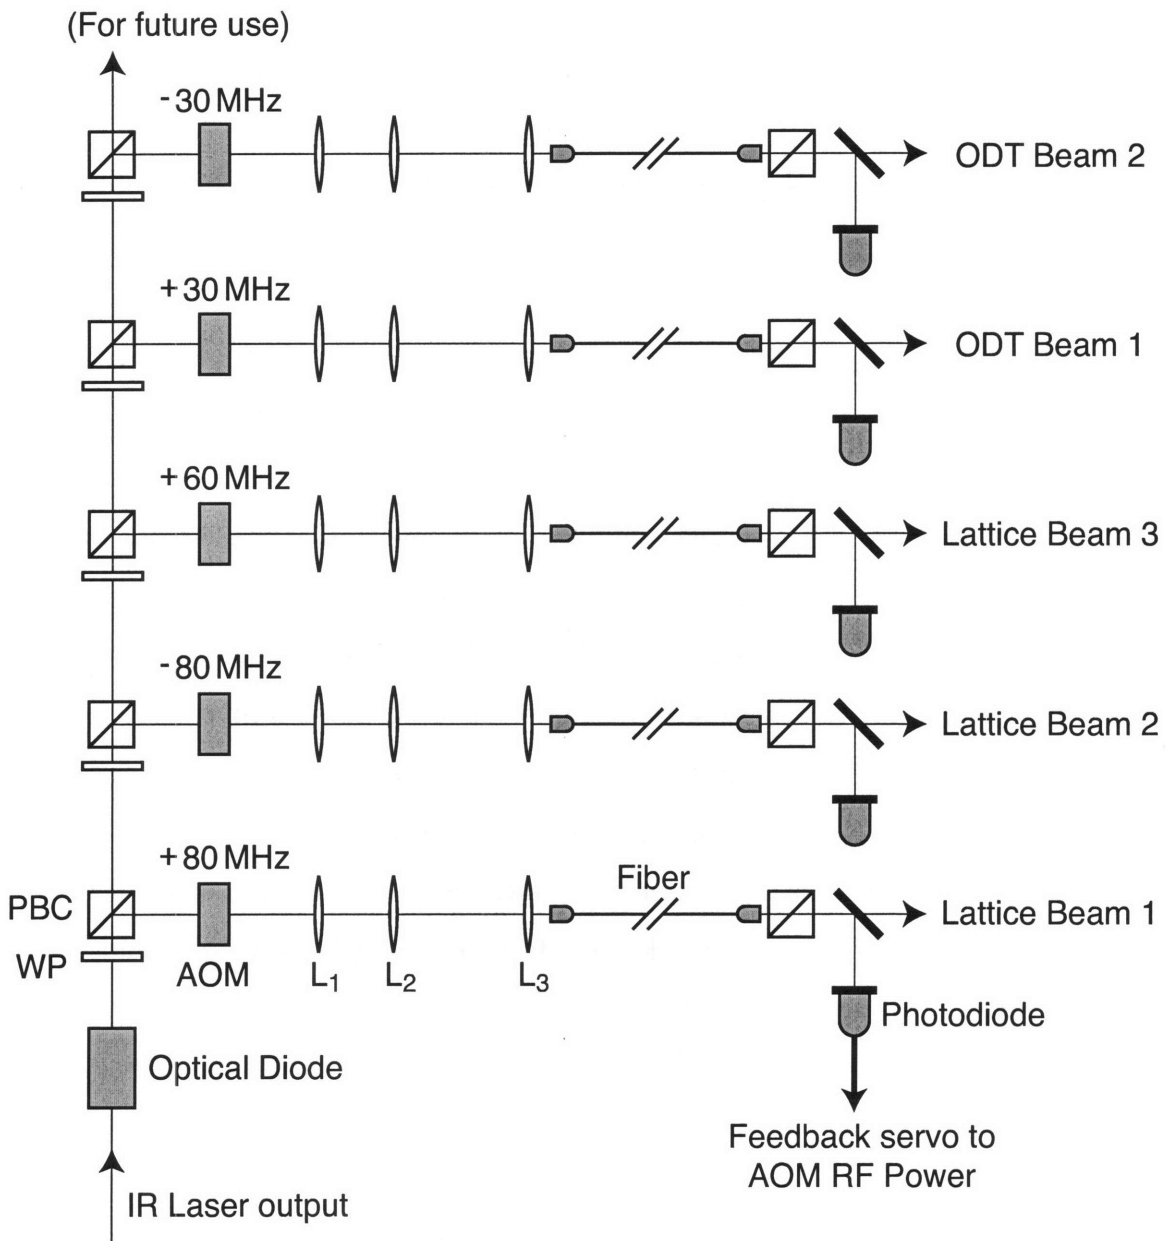 (For future use)
-30 MHz
ODT Beam 2
+30 MHz
ODT Beam 1
+60 MHz
Lattice Beam 3
-80 MHz
Lattice Beam 2
+80 MHz
Fiber
PBC
Lattice Beam 1
WP
AOM
L1
L2
L3
Photodiode
Optical Diode
Feedback servo to
AOM RF Power
IR Laser output